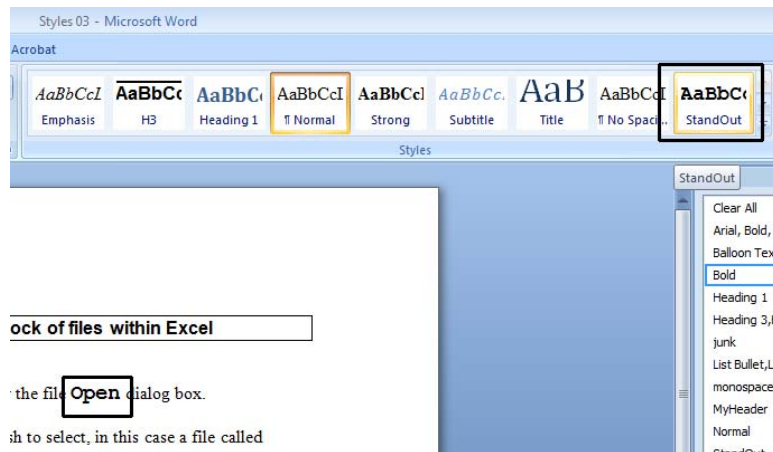 Styles 03 - Microsoft Word
Acrobat
AaBbCcI AaBbCc AaBbC AaBbCcI AaBbCcl AaBbCc. AaB AaBbCcI AaBbCc
Emphasis H3 Heading 1 ¶ Normal Strong Subtitle Title ¶ No Spaci... StandOut
Styles
StandOut
Clear All
Arial, Bold,
Balloon Tex
Bold
Heading 1
Heading 3,
junk
List Bullet,L
monospace
MyHeader
Normal
StandOut
ock of files within Excel
the file Open dialog box.
sh to select, in this case a file called